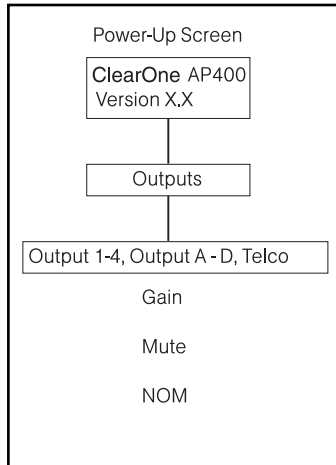 Power-Up Screen
ClearOne AP400
Version X.X
Outputs
Output 1-4, Output A - D, Telco
Gain
Mute
NOM